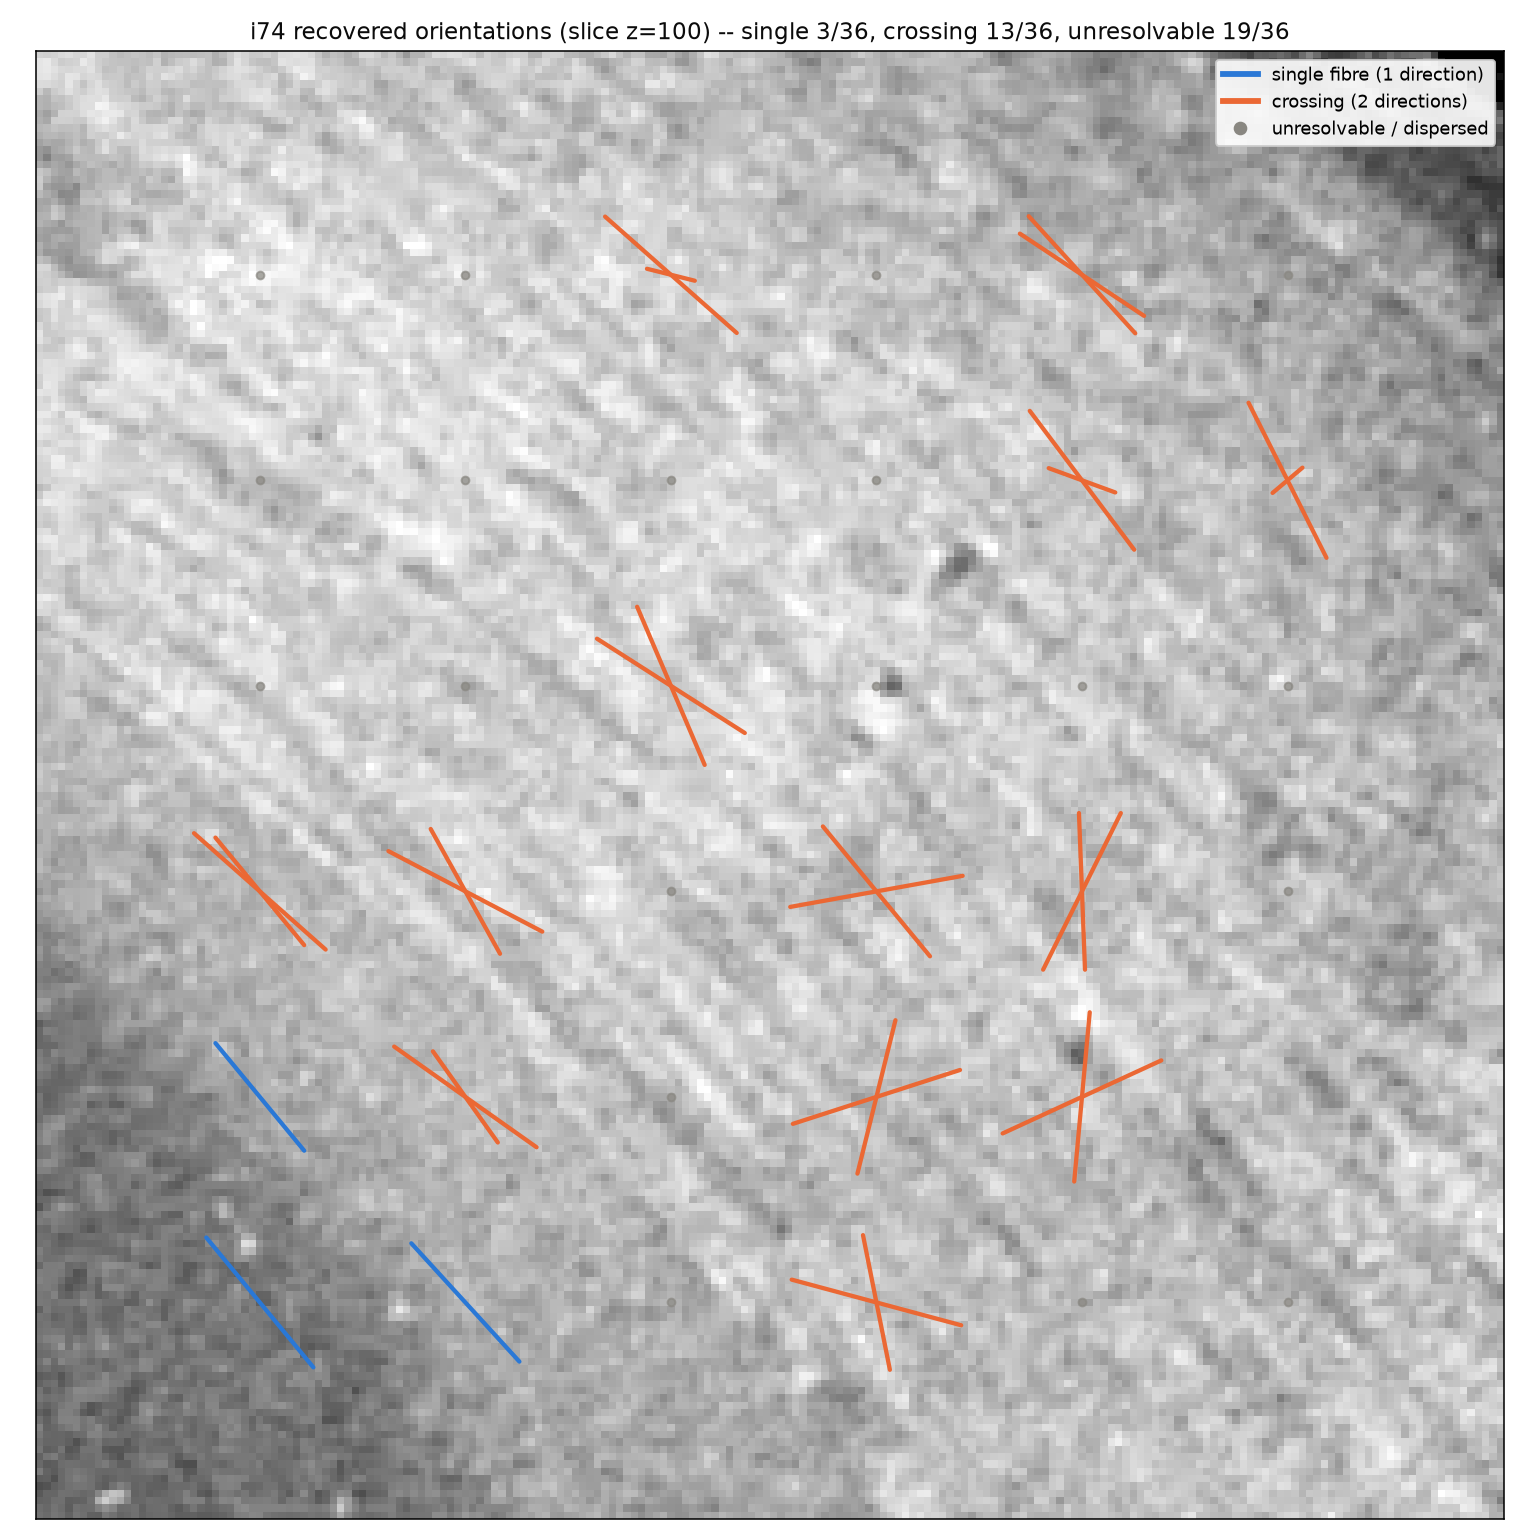 i74 recovered orientations (slice z=100) -- single 3/36, crossing 13/36, unresolvable 19/36
single fibre (1 direction)
crossing (2 directions)
unresolvable / dispersed